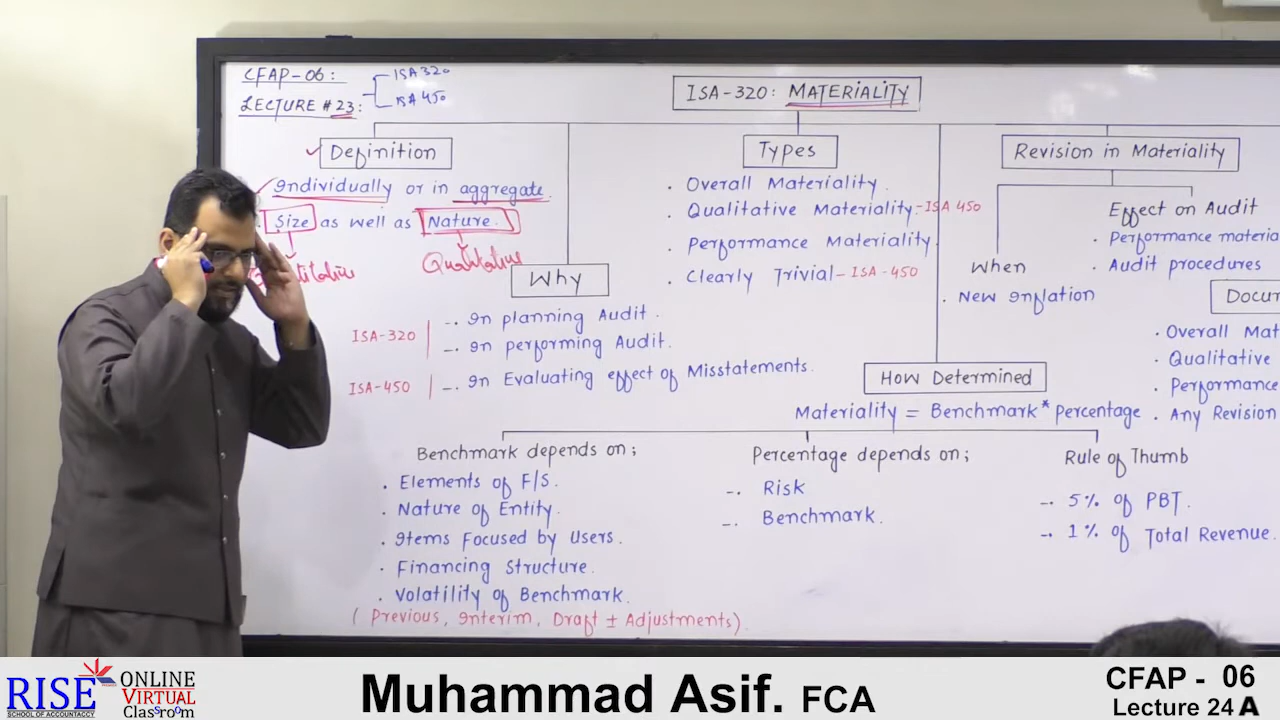 CFAP-06:
LECTURE #23:
ISA 320
ISA 450
ISA-320: MATERIALITY
Definition
Individually or in aggregate.
Size as well as Nature.
Qualitative
Why
ISA-320
-. In planning Audit.
-. In performing Audit.
ISA-450
-. In Evaluating effect of Misstatements.
Types
. Overall Materiality.
. Qualitative Materiality.-ISA 450
. Performance Materiality
. Clearly Trivial-ISA-450
Revision in Materiality
When
. New Inflation
Effect on Audit
. Performance materia
. Audit procedures
Docu
. Overall Mat
. Qualitative
. Performance
. Any Revision
How Determined
Materiality = Benchmark* percentage
Benchmark depends on;
. Elements of F/S.
. Nature of Entity.
. Items Focused by Users.
. Financing Structure.
. Volatility of Benchmark.
( Previous, Interim, Draft ± Adjustments).
Percentage depends on;
-. Risk
-. Benchmark.
Rule of Thumb
-. 5% of PBT.
-. 1% of Total Revenue.
RISE
SCHOOL OF ACCOUNTANCY
ONLINE
VIRTUAL
Classroom
Muhammad Asif. FCA
CFAP - 06
Lecture 24 A